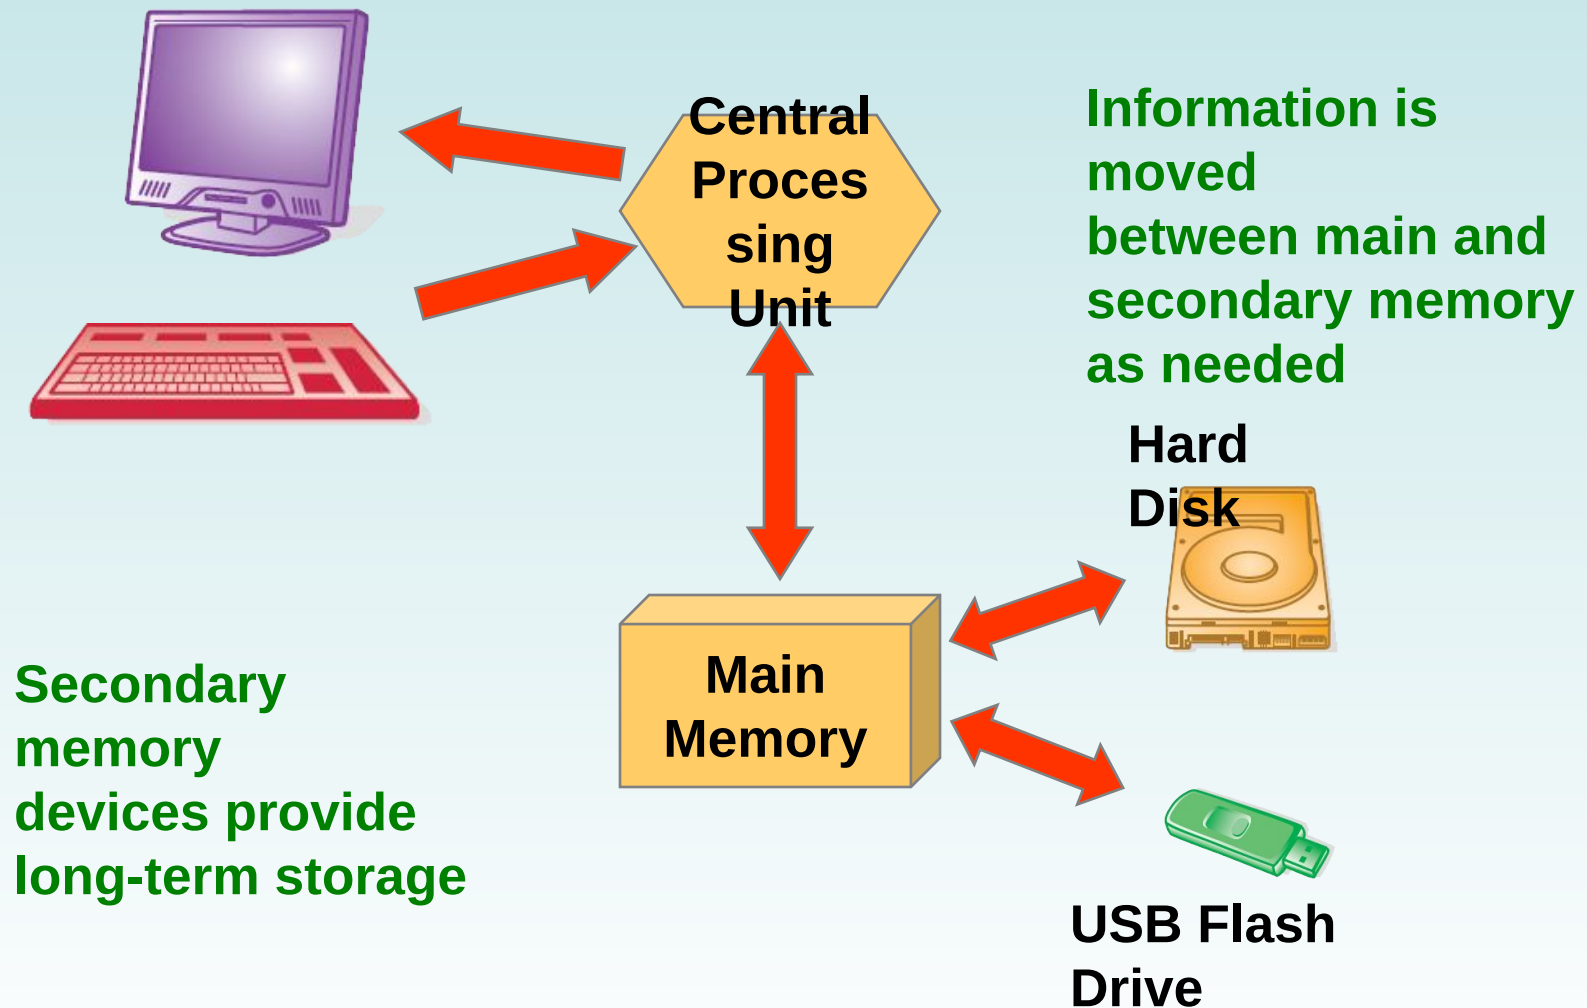 Central
Proces
sing
Unit
Information is
moved
between main and
secondary memory
as needed
Hard
Disk
Main
Memory
Secondary
memory
devices provide
long-term storage
USB Flash
Drive